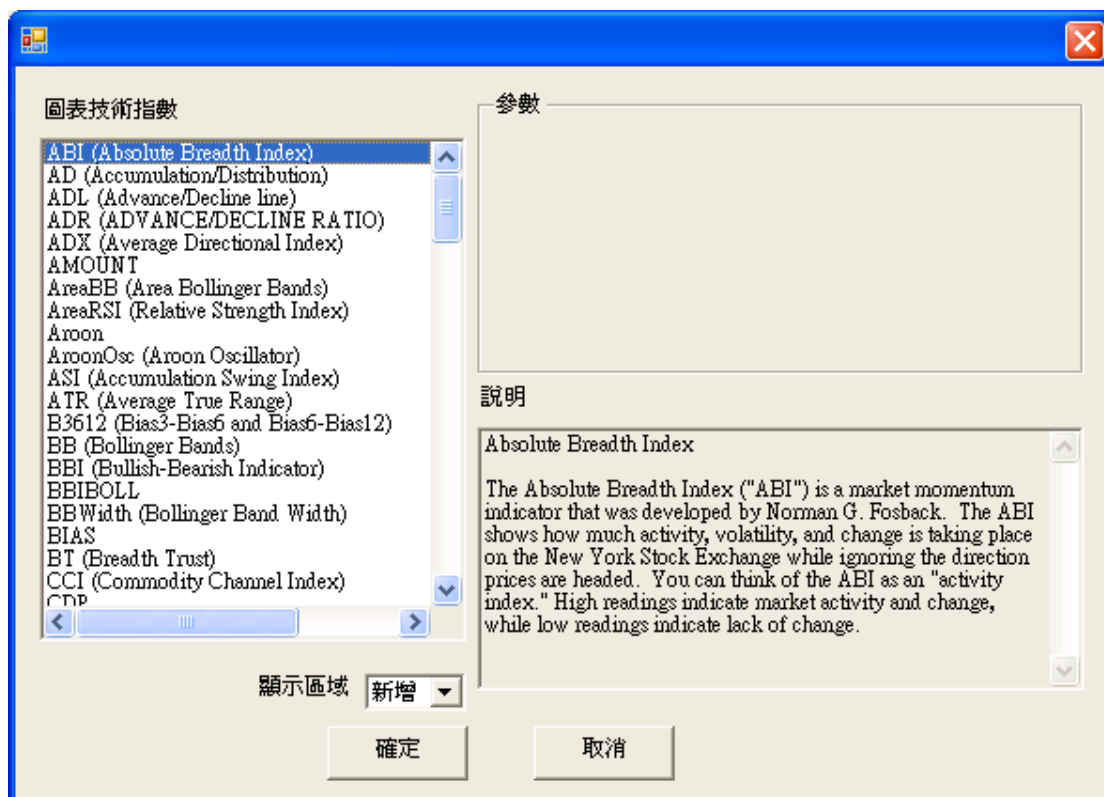 圖表技術指數
ABI (Absolute Breadth Index)
AD (Accumulation/Distribution)
ADL (Advance/Decline line)
ADR (ADVANCE/DECLINE RATIO)
ADX (Average Directional Index)
AMOUNT
AreaBB (Area Bollinger Bands)
AreaRSI (Relative Strength Index)
Aroon
AroonOsc (Aroon Oscillator)
ASI (Accumulation Swing Index)
ATR (Average True Range)
B3612 (Bias3-Bias6 and Bias6-Bias12)
BB (Bollinger Bands)
BBI (Bullish-Bearish Indicator)
BBIBOLL
BBWidth (Bollinger Band Width)
BIAS
BT (Breadth Trust)
CCI (Commodity Channel Index)
CDP
顯示區域 新增
參數
說明
Absolute Breadth Index
The Absolute Breadth Index ("ABI") is a market momentum
indicator that was developed by Norman G. Fosback.  The ABI
shows how much activity, volatility, and change is taking place
on the New York Stock Exchange while ignoring the direction
prices are headed.  You can think of the ABI as an "activity
index." High readings indicate market activity and change,
while low readings indicate lack of change.
確定
取消